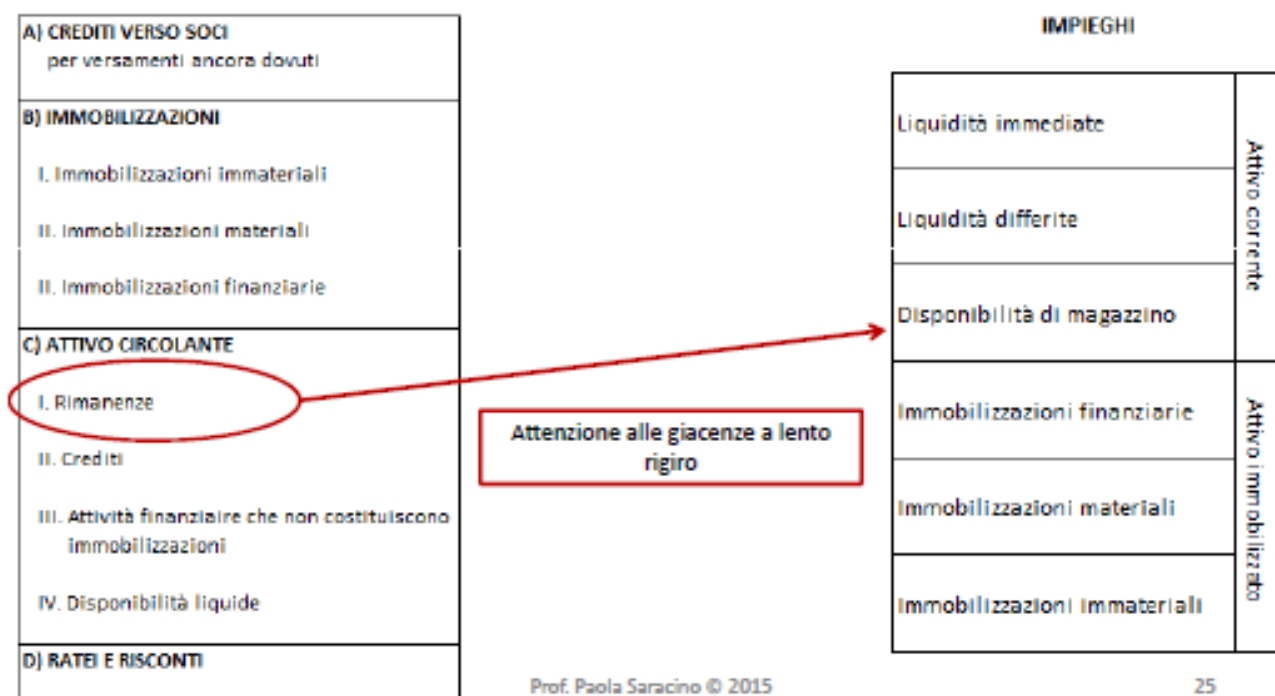 A) CREDITI VERSO SOCI
per versamenti ancora dovuti
B) IMMOBILIZZAZIONI
I. Immobilizzazioni immateriali
II. Immobilizzazioni materiali
II. Immobilizzazioni finanziarie
C) ATTIVO CIRCOLANTE
I. Rimanenze
II. Crediti
III. Attività finanziaire che non costituiscono
immobilizzazioni
IV. Disponibilità liquide
D) RATEI E RISCONTI
Attenzione alle giacenze a lento
rigiro
IMPIEGHI
Liquidità immediate
Liquidità differite
Disponibilità di magazzino
Attivo corrente
Immobilizzazioni finanziarie
Immobilizzazioni materiali
Immobilizzazioni immateriali
Attivo immobilizzato
Prof. Paola Saracino © 2015
25